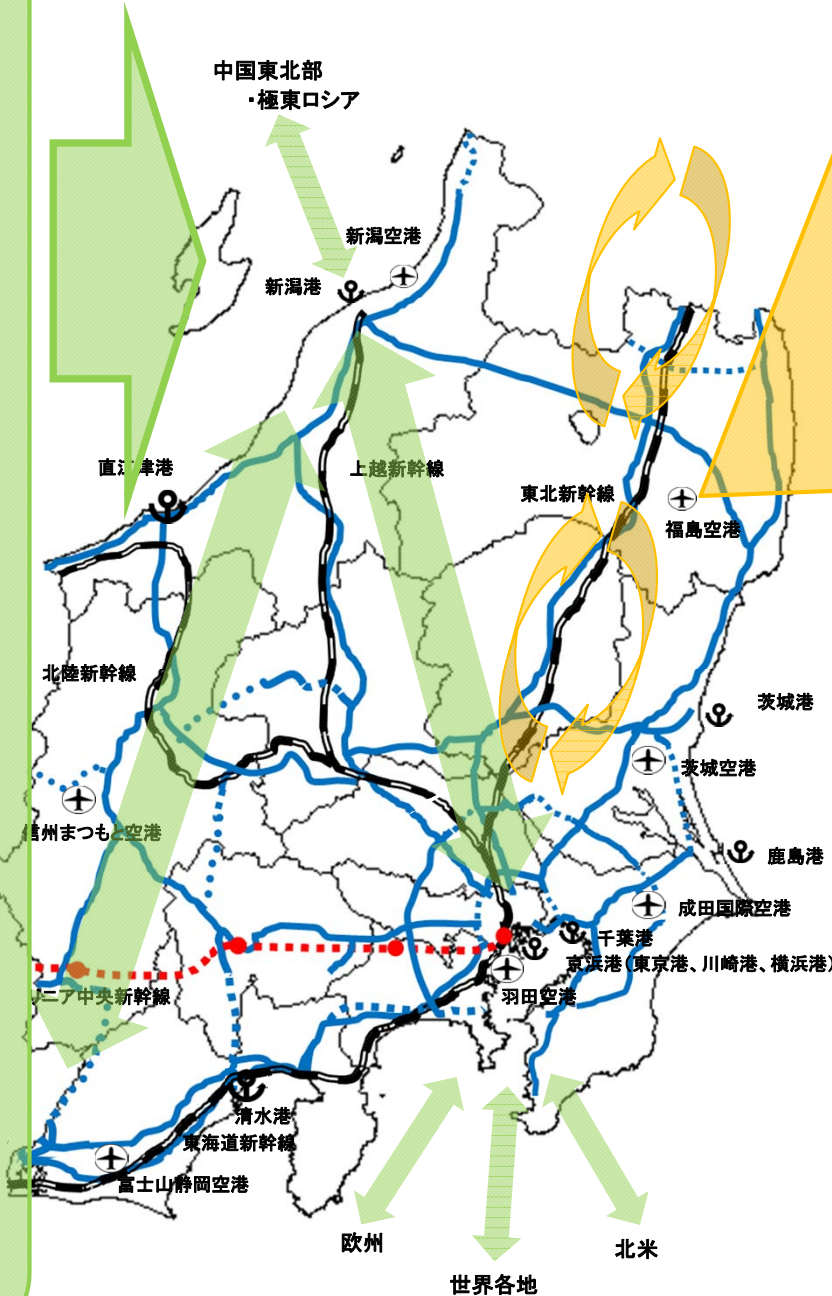 中国東北部
・極東ロシア
新潟空港
新潟港
直江津港
上越新幹線
東北新幹線
福島空港
北陸新幹線
茨城港
茨城空港
信州まつもと空港
鹿島港
成田国際空港
千葉港
京浜港(東京港、川崎港、横浜港)
羽田空港
リニア中央新幹線
清水港
東海道新幹線
富士山静岡空港
欧州
北米
世界各地